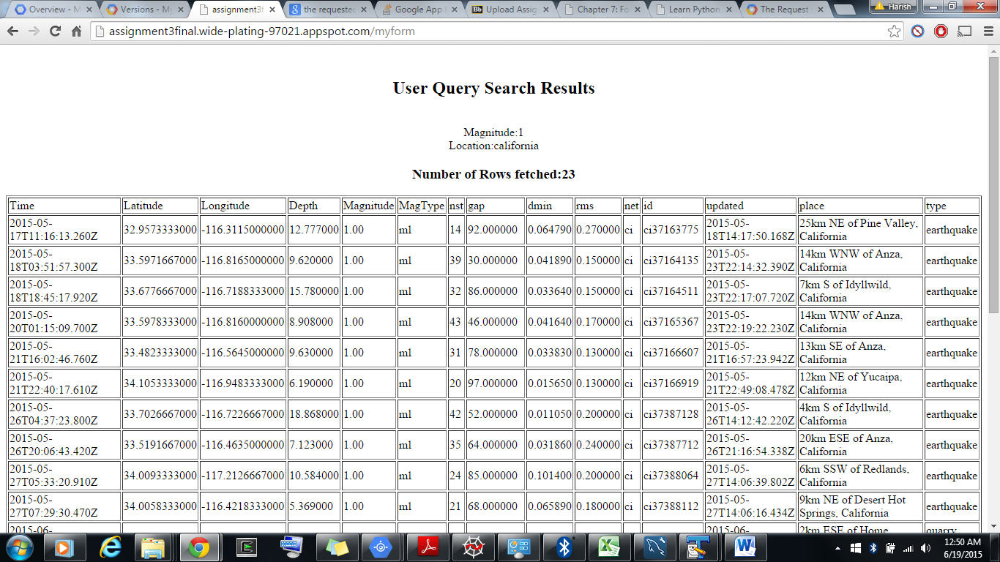 Overview - M
Versions - My
assignment3f
the requested
Google App
Upload Assig
Chapter 7: Fo
Learn Python
The Request
Harish
assignment3final.wide-plating-97021.appspot.com/myform
User Query Search Results
Magnitude:1
Location:california
Number of Rows fetched:23
Time Latitude Longitude Depth Magnitude MagType nst gap dmin rms net id updated place type
2015-05-17T11:16:13.260Z 32.9573333000 -116.3115000000 12.777000 1.00 ml 14 92.000000 0.064790 0.270000 ci ci37163775 2015-05-18T14:17:50.168Z 25km NE of Pine Valley, California earthquake
2015-05-18T03:51:57.300Z 33.5971667000 -116.8165000000 9.620000 1.00 ml 39 30.000000 0.041890 0.150000 ci ci37164135 2015-05-23T22:14:32.390Z 14km WNW of Anza, California earthquake
2015-05-18T18:45:17.920Z 33.6776667000 -116.7188333000 15.780000 1.00 ml 32 86.000000 0.033640 0.150000 ci ci37164511 2015-05-23T22:17:07.720Z 7km S of Idyllwild, California earthquake
2015-05-20T01:15:09.700Z 33.5978333000 -116.8160000000 8.908000 1.00 ml 43 46.000000 0.041640 0.170000 ci ci37165367 2015-05-23T22:19:22.230Z 14km WNW of Anza, California earthquake
2015-05-21T16:02:46.760Z 33.4823333000 -116.5645000000 9.630000 1.00 ml 31 78.000000 0.033830 0.130000 ci ci37166607 2015-05-21T16:57:23.942Z 13km SE of Anza, California earthquake
2015-05-21T22:40:17.610Z 34.1053333000 -116.9483333000 6.190000 1.00 ml 20 97.000000 0.015650 0.130000 ci ci37166919 2015-05-21T22:49:08.478Z 12km NE of Yucaipa, California earthquake
2015-05-26T04:37:23.800Z 33.7026667000 -116.7226667000 18.868000 1.00 ml 42 52.000000 0.011050 0.200000 ci ci37387128 2015-05-26T14:12:42.220Z 4km S of Idyllwild, California earthquake
2015-05-26T20:06:43.420Z 33.5191667000 -116.4635000000 7.123000 1.00 ml 35 64.000000 0.031860 0.240000 ci ci37387712 2015-05-26T21:16:54.338Z 20km ESE of Anza, California earthquake
2015-05-27T05:33:20.910Z 34.0093333000 -117.2126667000 10.584000 1.00 ml 24 85.000000 0.101400 0.200000 ci ci37388064 2015-05-27T14:06:39.802Z 6km SSW of Redlands, California earthquake
2015-05-27T07:29:30.470Z 34.0058333000 -116.4218333000 5.369000 1.00 ml 21 68.000000 0.065890 0.180000 ci ci37388112 2015-05-27T14:06:16.434Z 9km NE of Desert Hot Springs, California earthquake
2015-06- 2015-06- 2km ESE of Home quarry
12:50 AM
6/19/2015